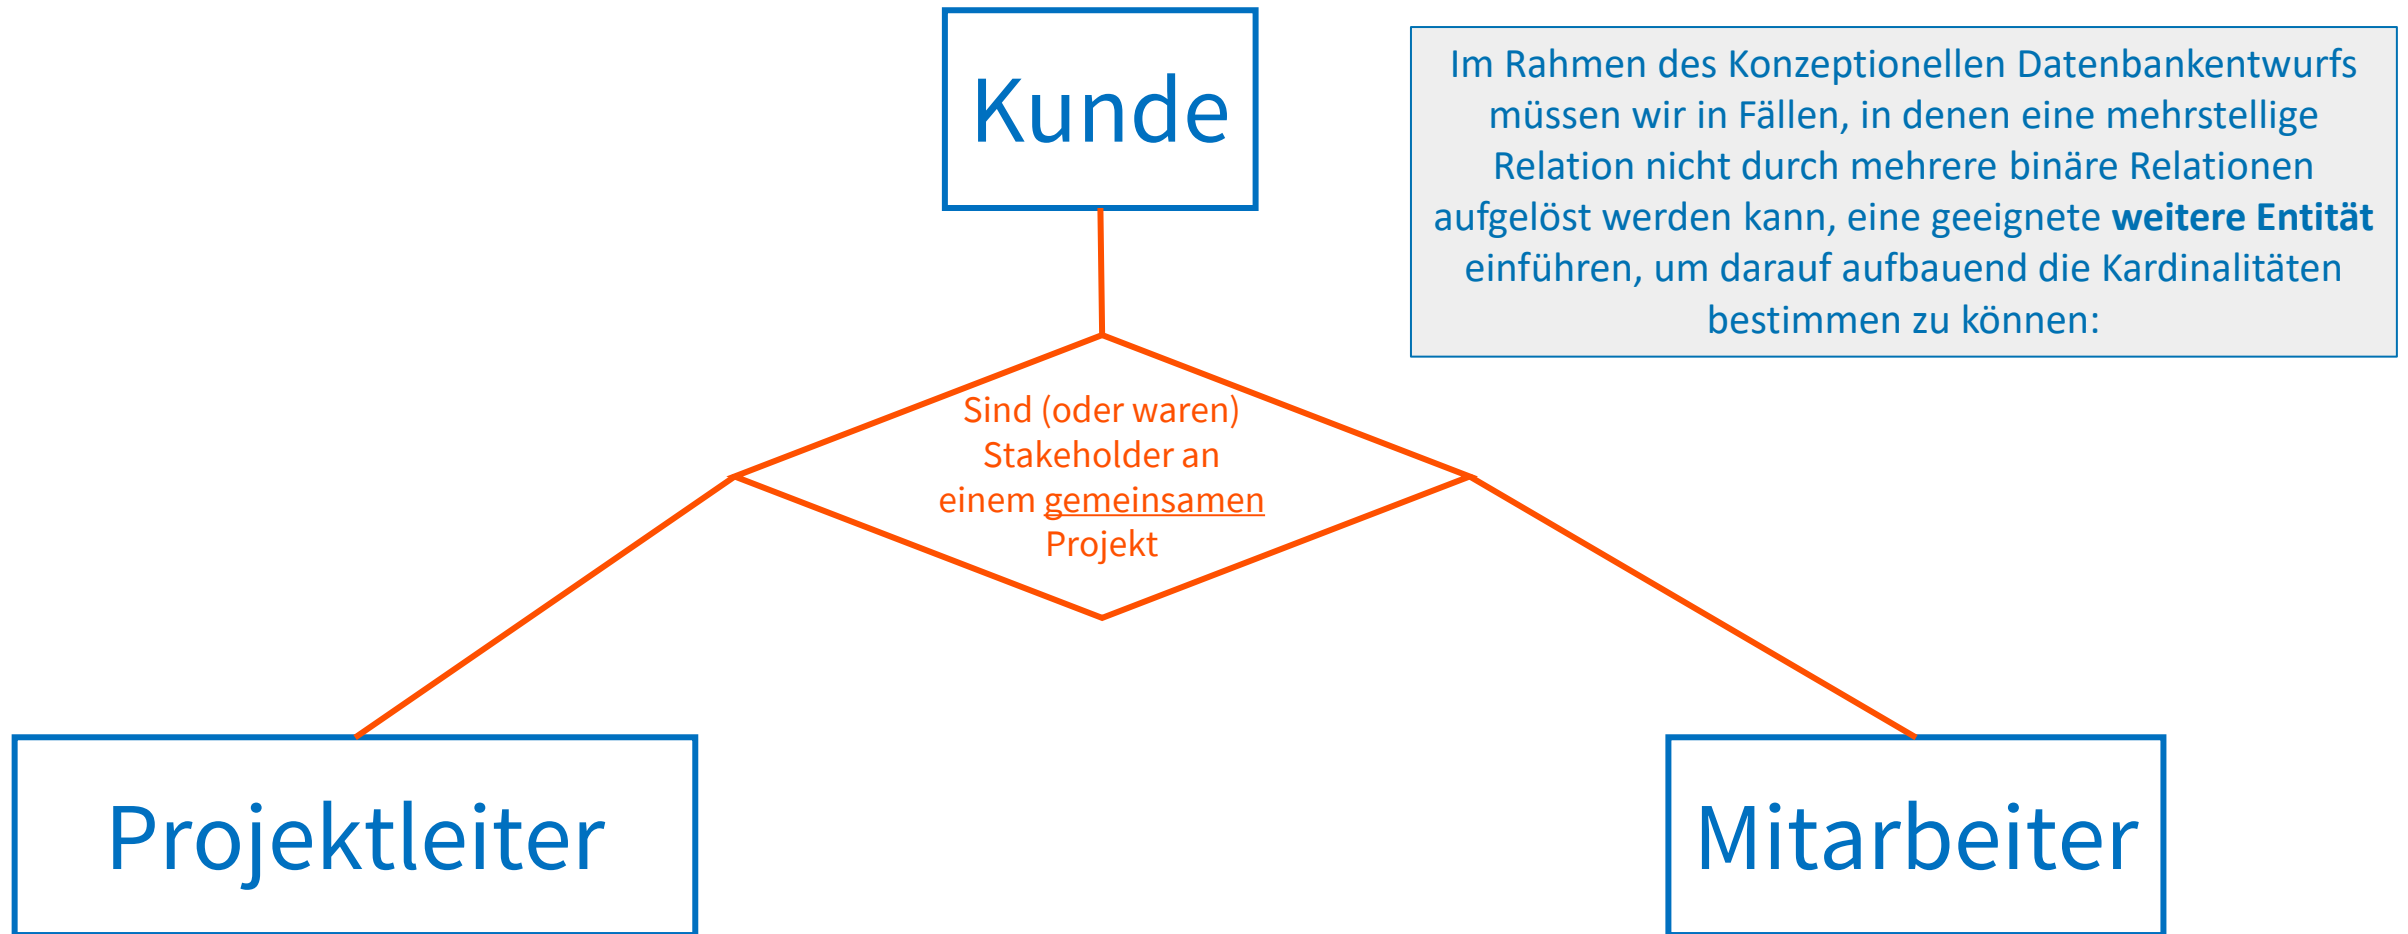 Kunde
Im Rahmen des Konzeptionellen Datenbankentwurfs
müssen wir in Fällen, in denen eine mehrstellige
Relation nicht durch mehrere binäre Relationen
aufgelöst werden kann, eine geeignete weitere Entität
einführen, um darauf aufbauend die Kardinalitäten
bestimmen zu können:
Sind (oder waren)
Stakeholder an
einem gemeinsamen
Projekt
Projektleiter
Mitarbeiter